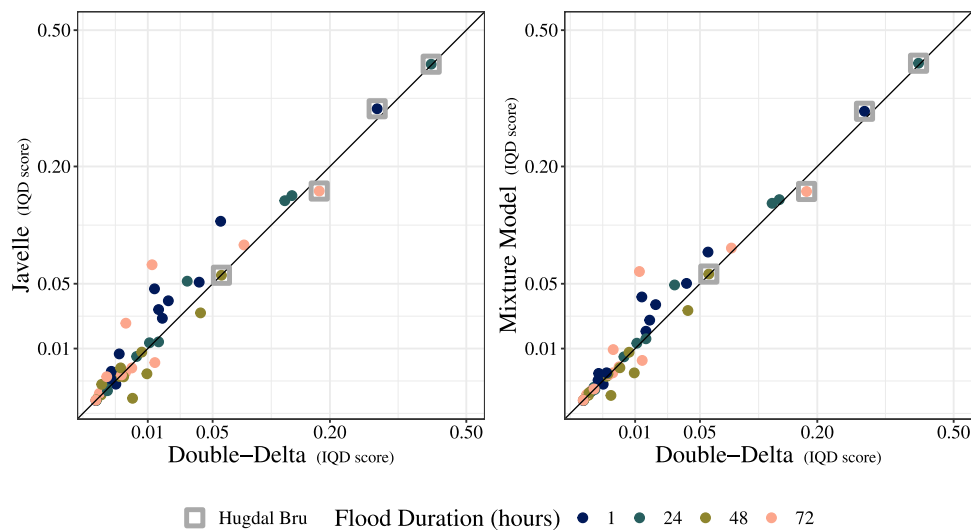 0.50
0.20
0.05
0.01
Javelle (IQD score)
0.01 0.05 0.20 0.50
Double−Delta (IQD score)
0.50
0.20
0.05
0.01
Mixture Model (IQD score)
0.01 0.05 0.20 0.50
Double−Delta (IQD score)
Hugdal Bru Flood Duration (hours) 1 24 48 72